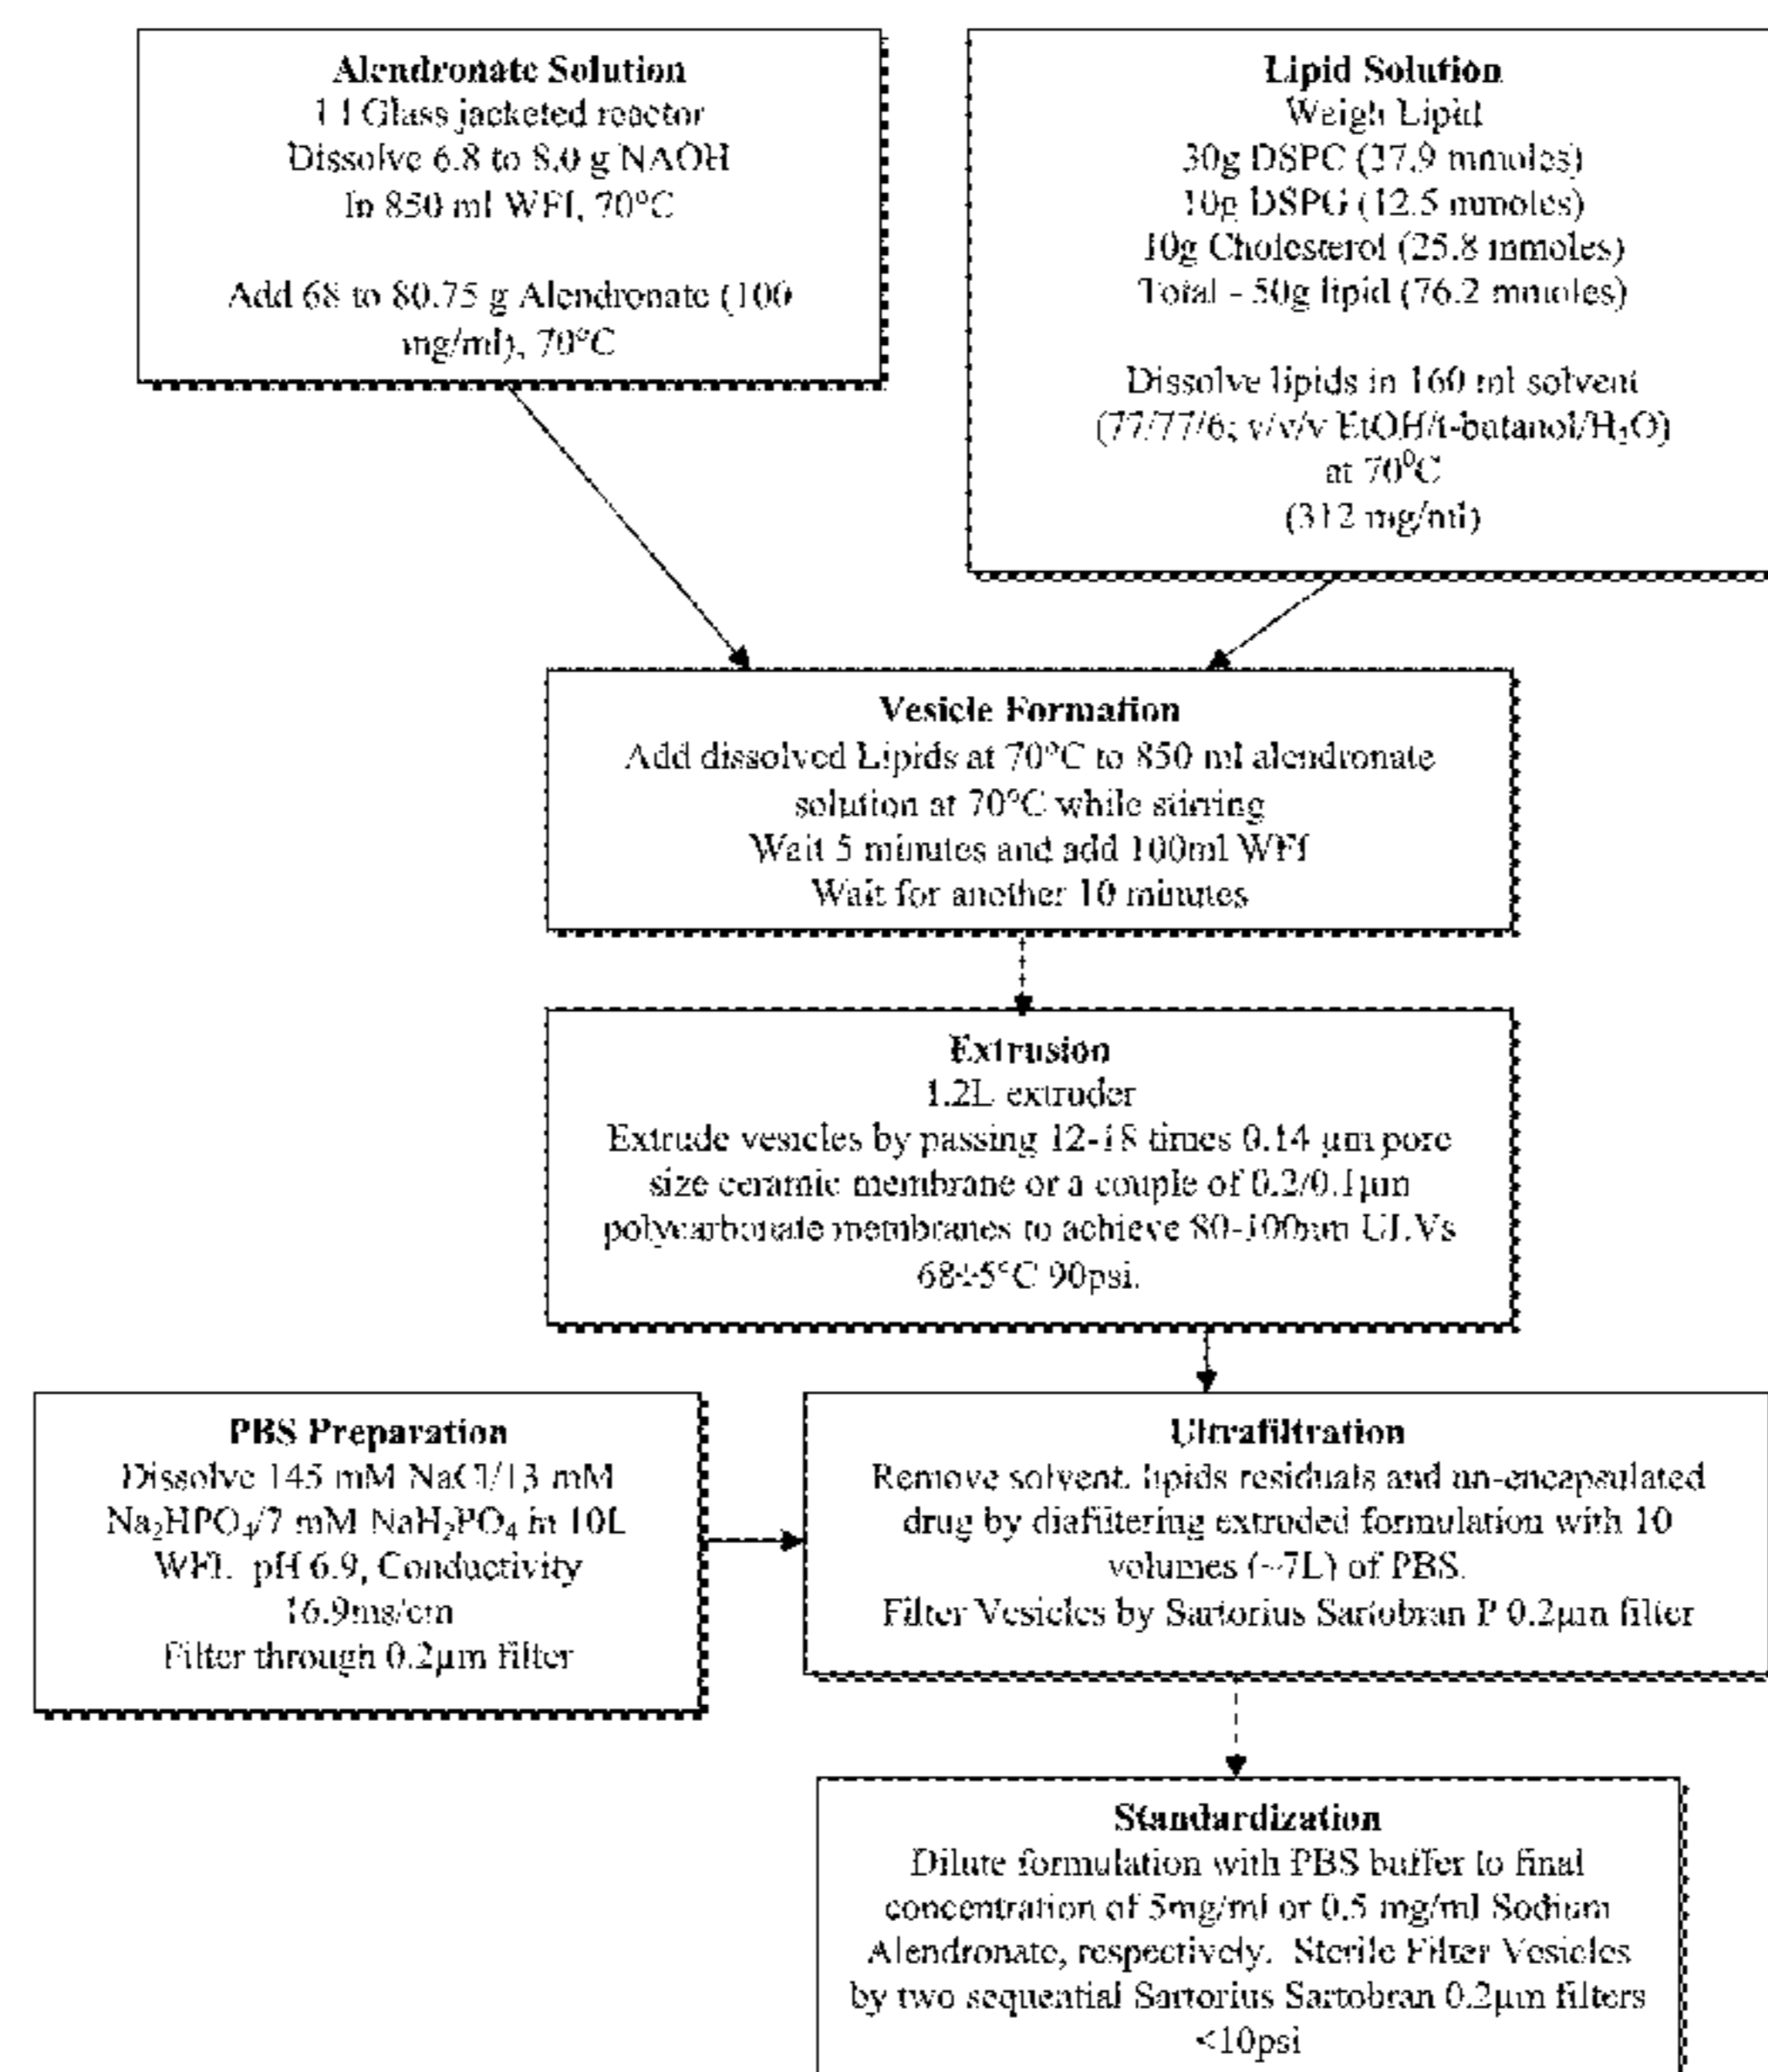 Alendronate Solution
1 l Glass jacketed reactor
Dissolve 6.8 to 8.0 g NAOH
In 850 ml WFI, 70°C
Add 68 to 80.75 g Alendronate (100
mg/ml), 70°C
Lipid Solution
Weigh Lipid
30g DSPC (37.9 mmoles)
10g DSPG (12.5 mmoles)
10g Cholesterol (25.8 mmoles)
Total - 50g lipid (76.2 mmoles)
Dissolve lipids in 160 ml solvent
(77/77/6; v/v/v EtOH/t-butanol/H₂O)
at 70⁰C
(312 mg/ml)
Vesicle Formation
Add dissolved Lipids at 70°C to 850 ml alendronate
solution at 70°C while stirring
Wait 5 minutes and add 100ml WFI
Wait for another 10 minutes
Extrusion
1.2L extruder
Extrude vesicles by passing 12-18 times 0.14 µm pore
size ceramic membrane or a couple of 0.2/0.1µm
polycarbonate membranes to achieve 80-100nm ULVs
68±5°C 90psi.
PBS Preparation
Dissolve 145 mM NaCl/13 mM
Na₂HPO₄/7 mM NaH₂PO₄ in 10L
WFI. pH 6.9, Conductivity
16.9ms/cm
Filter through 0.2µm filter
Ultrafiltration
Remove solvent, lipids residuals and un-encapsulated
drug by diafiltering extruded formulation with 10
volumes (~7L) of PBS.
Filter Vesicles by Sartorius Sartobran P 0.2µm filter
Standardization
Dilute formulation with PBS buffer to final
concentration of 5mg/ml or 0.5 mg/ml Sodium
Alendronate, respectively. Sterile Filter Vesicles
by two sequential Sartorius Sartobran 0.2µm filters
<10psi